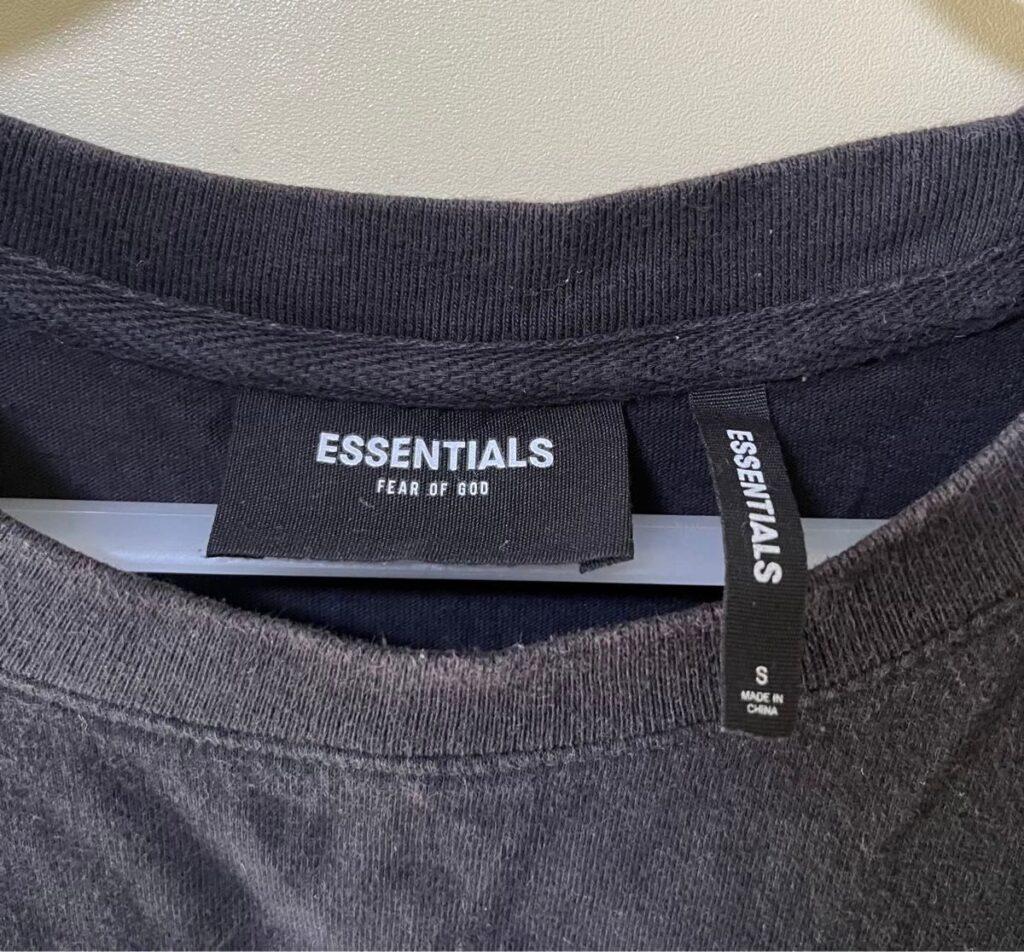 ESSENTIALS
FEAR OF GOD
ESSENTIALS
S
MADE IN
CHINA